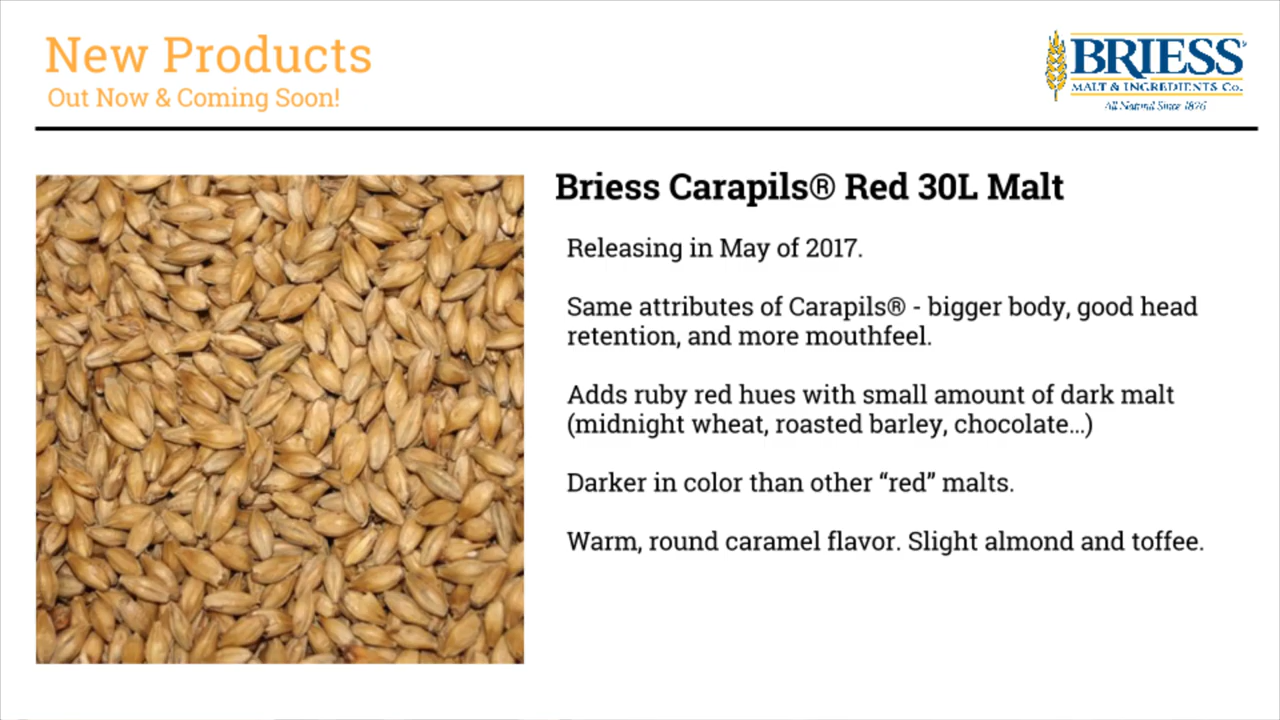 New Products
Out Now & Coming Soon!
BRIESS®
MALT & INGREDIENTS Co.
All Natural Since 1876
Briess Carapils® Red 30L Malt
Releasing in May of 2017.
Same attributes of Carapils® - bigger body, good head
retention, and more mouthfeel.
Adds ruby red hues with small amount of dark malt
(midnight wheat, roasted barley, chocolate...)
Darker in color than other “red” malts.
Warm, round caramel flavor. Slight almond and toffee.